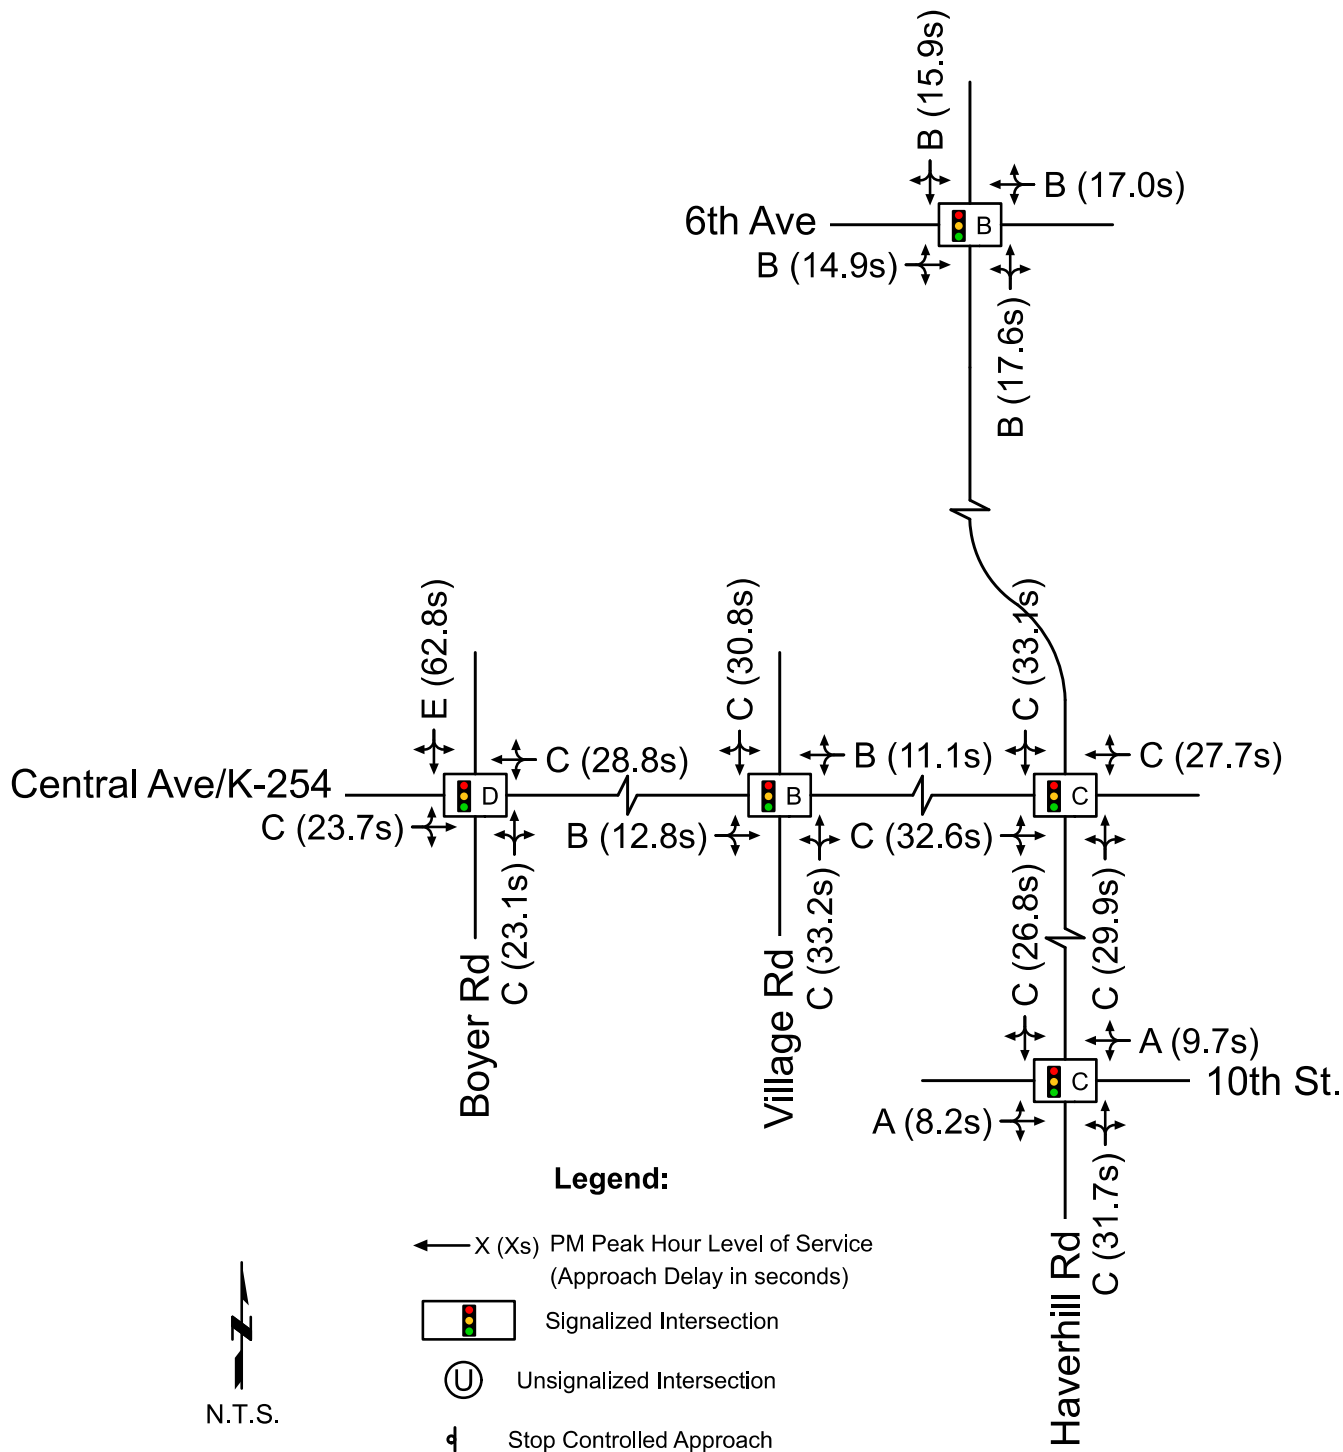 B (15.9s)
B (17.0s)
6th Ave
B
B (14.9s)
B (17.6s)
E (62.8s)
C (30.8s)
C (33.1s)
C (28.8s)
B (11.1s)
C (27.7s)
Central Ave/K-254
D
B
C
C (23.7s)
B (12.8s)
C (32.6s)
C (23.1s)
C (33.2s)
C (26.8s)
C (29.9s)
Boyer Rd
Village Rd
A (9.7s)
C
10th St.
A (8.2s)
C (31.7s)
Haverhill Rd
Legend:
X (Xs) PM Peak Hour Level of Service
(Approach Delay in seconds)
Signalized Intersection
U Unsignalized Intersection
Stop Controlled Approach
N
N.T.S.